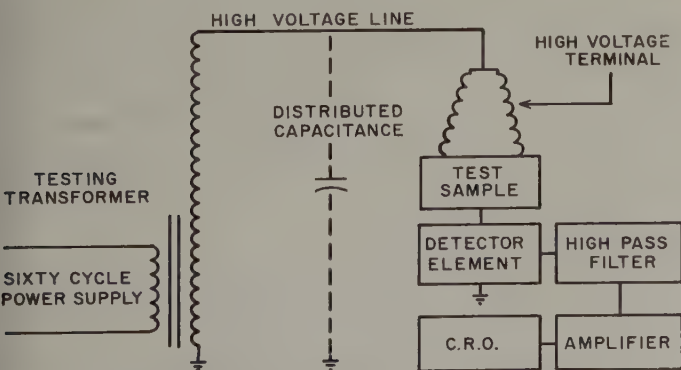 HIGH VOLTAGE LINE
HIGH VOLTAGE
TERMINAL
DISTRIBUTED
CAPACITANCE
TESTING
TRANSFORMER
TEST
SAMPLE
DETECTOR
ELEMENT
HIGH PASS
FILTER
SIXTY CYCLE
POWER SUPPLY
C.R.O.
AMPLIFIER